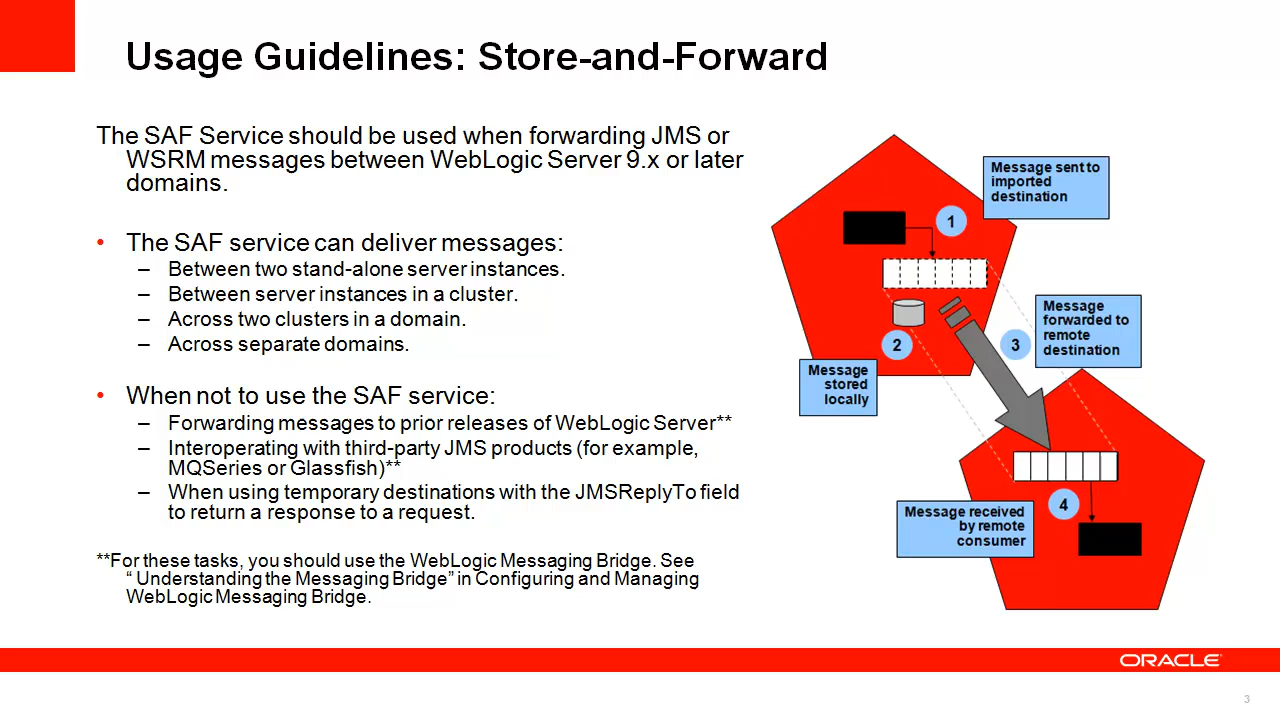 Usage Guidelines: Store-and-Forward
The SAF Service should be used when forwarding JMS or
WSRM messages between WebLogic Server 9.x or later
domains.
• The SAF service can deliver messages:
– Between two stand-alone server instances.
– Between server instances in a cluster.
– Across two clusters in a domain.
– Across separate domains.
• When not to use the SAF service:
– Forwarding messages to prior releases of WebLogic Server**
– Interoperating with third-party JMS products (for example,
MQSeries or Glassfish)**
– When using temporary destinations with the JMSReplyTo field
to return a response to a request.
**For these tasks, you should use the WebLogic Messaging Bridge. See
“ Understanding the Messaging Bridge” in Configuring and Managing
WebLogic Messaging Bridge.
Message sent to
imported
destination
1
Message
forwarded to
remote
destination
2
3
Message
stored
locally
4
Message received
by remote
consumer
ORACLE
3